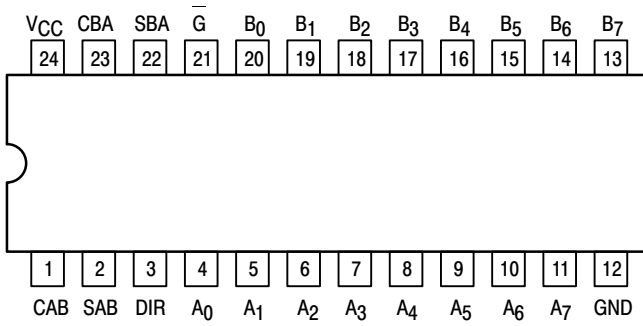 VCC CBA SBA G̅ B0 B1 B2 B3 B4 B5 B6 B7
24 23 22 21 20 19 18 17 16 15 14 13
1 2 3 4 5 6 7 8 9 10 11 12
CAB SAB DIR A0 A1 A2 A3 A4 A5 A6 A7 GND